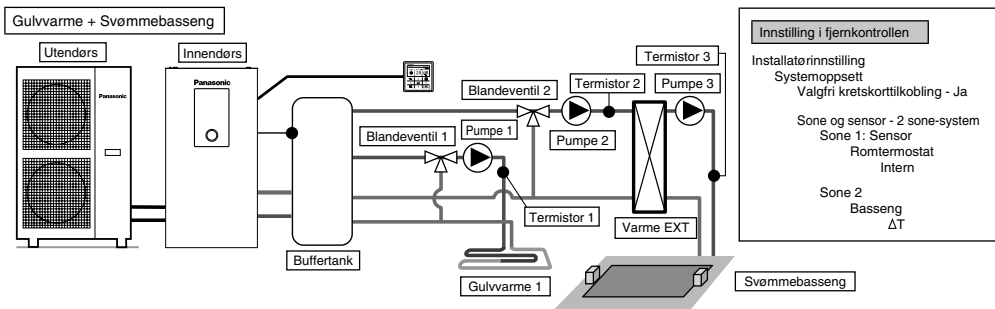 Gulvvarme + Svømmebasseng
Utendørs
Innendørs
Panasonic
Panasonic
Blandeventil 1
Pumpe 1
Blandeventil 2
Termistor 2
Pumpe 2
Termistor 3
Pumpe 3
Termistor 1
Varme EXT
Buffertank
Gulvvarme 1
Svømmebasseng
Innstilling i fjernkontrollen
Installatørinnstilling
Systemoppsett
Valgfri kretskorttilkobling - Ja
Sone og sensor - 2 sone-system
Sone 1: Sensor
Romtermostat
Intern
Sone 2
Basseng
ΔT